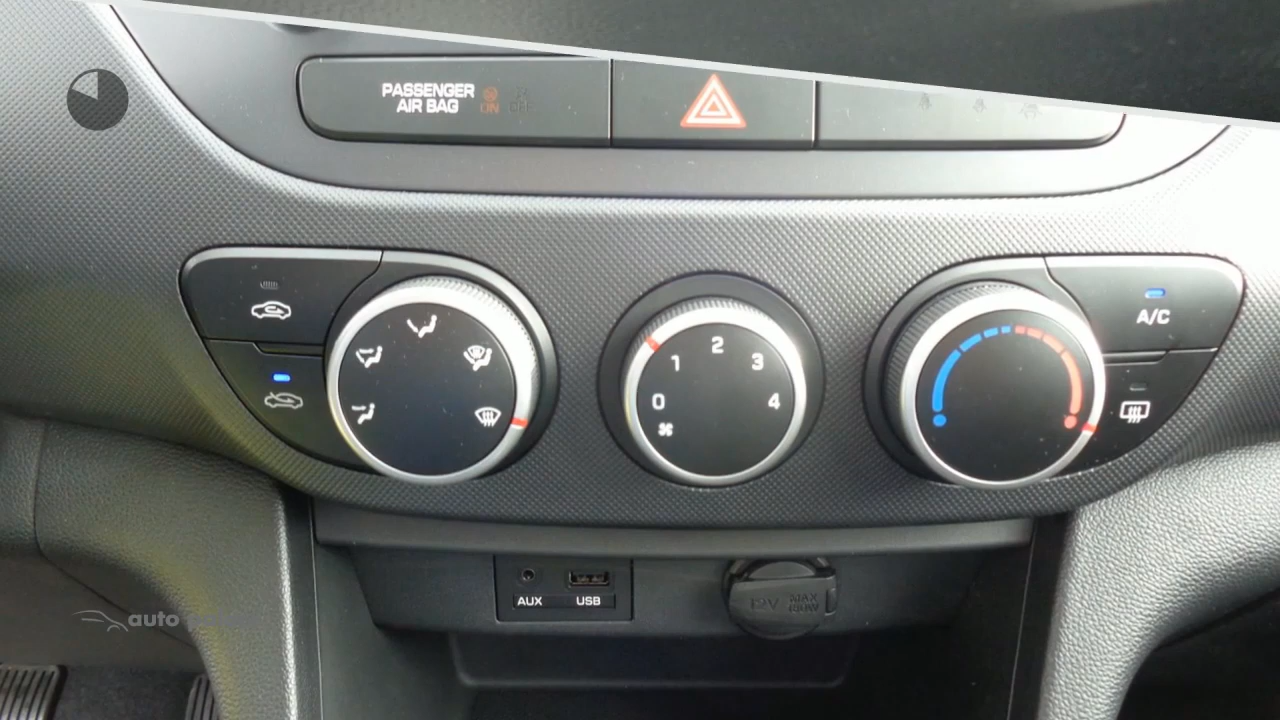 PASSENGER
AIR BAG
ON
OFF
1 2 3
0 4
A/C
AUX USB
12V MAX
180W
auto